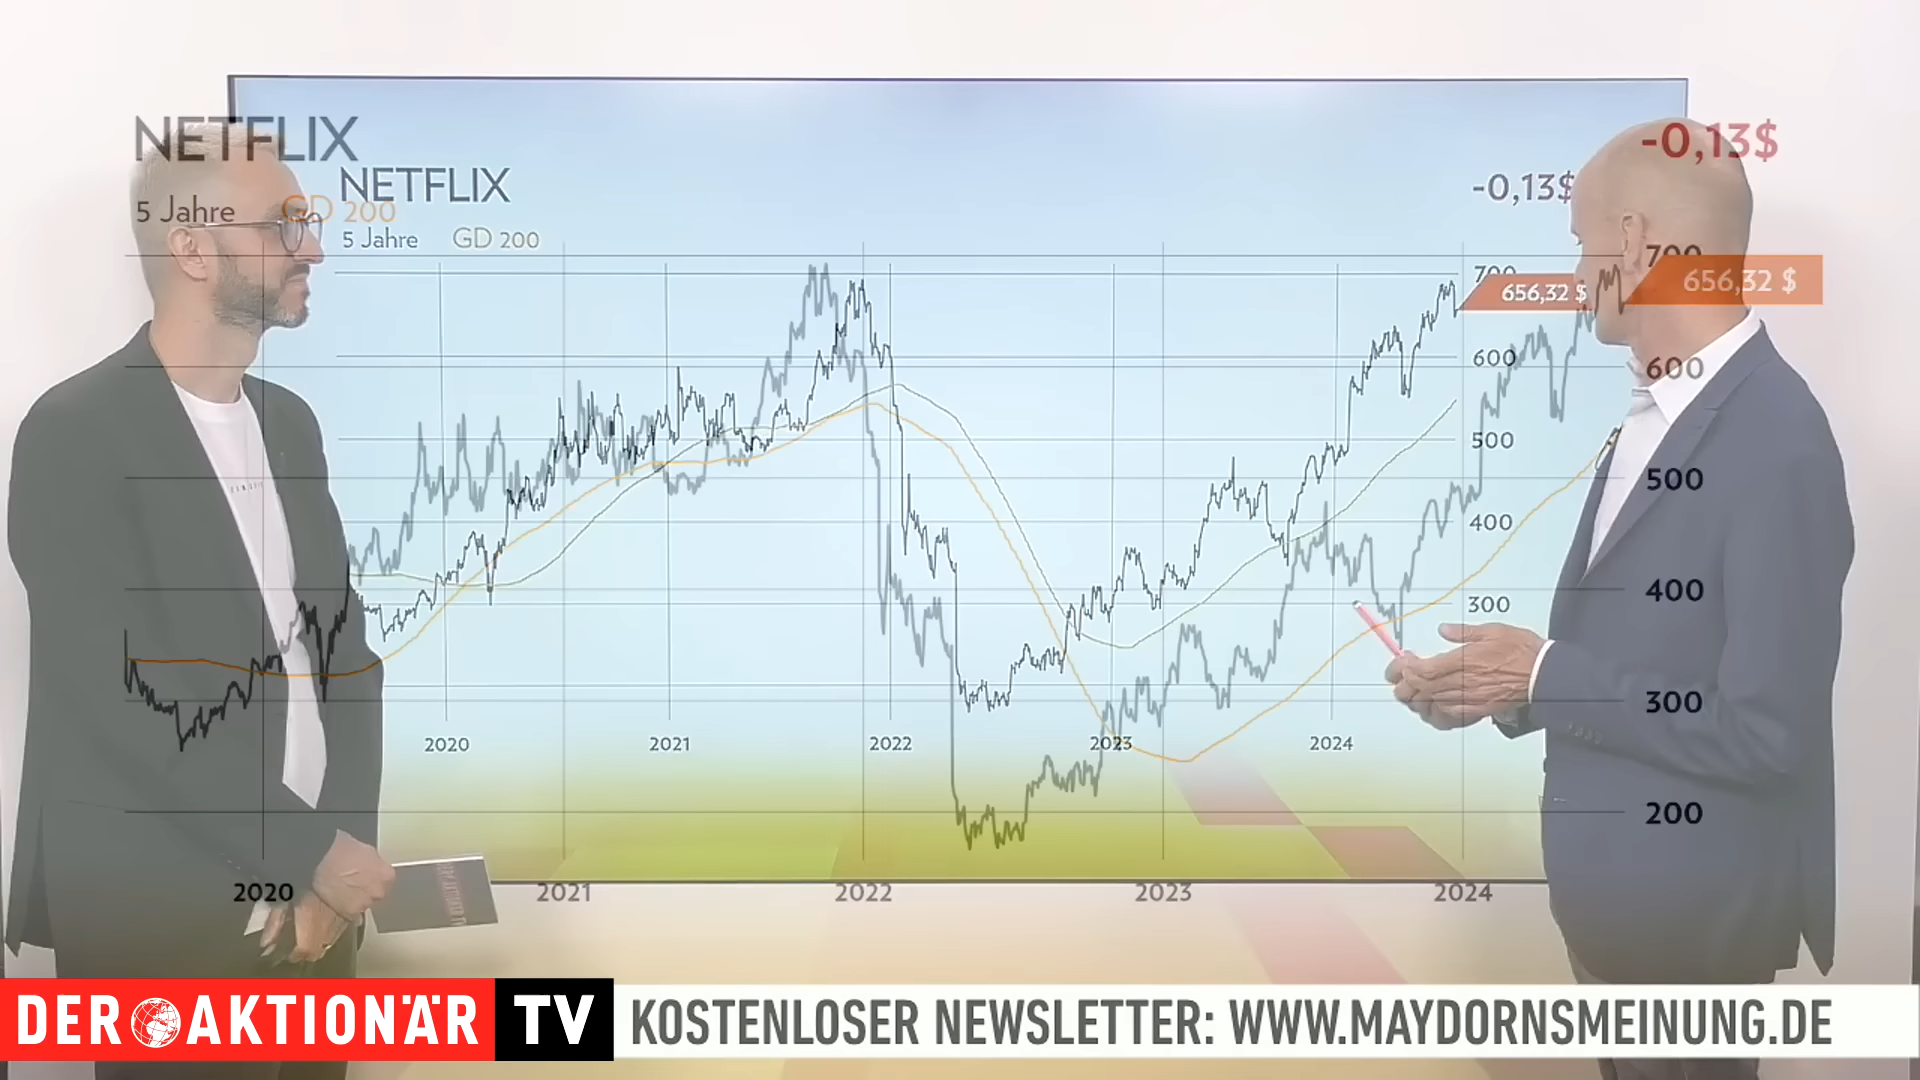 NETFLIX
-0,13$
5 Jahre GD 200
NETFLIX
-0,13$
5 Jahre GD 200
700
656,32 $
700
656,32 $
600
600
500
500
400
400
300
300
200
2020 2021 2022 2023 2024
2020 2021 2022 2023 2024
DER AKTIONÄR TV
KOSTENLOSER NEWSLETTER: WWW.MAYDORNSMEINUNG.DE